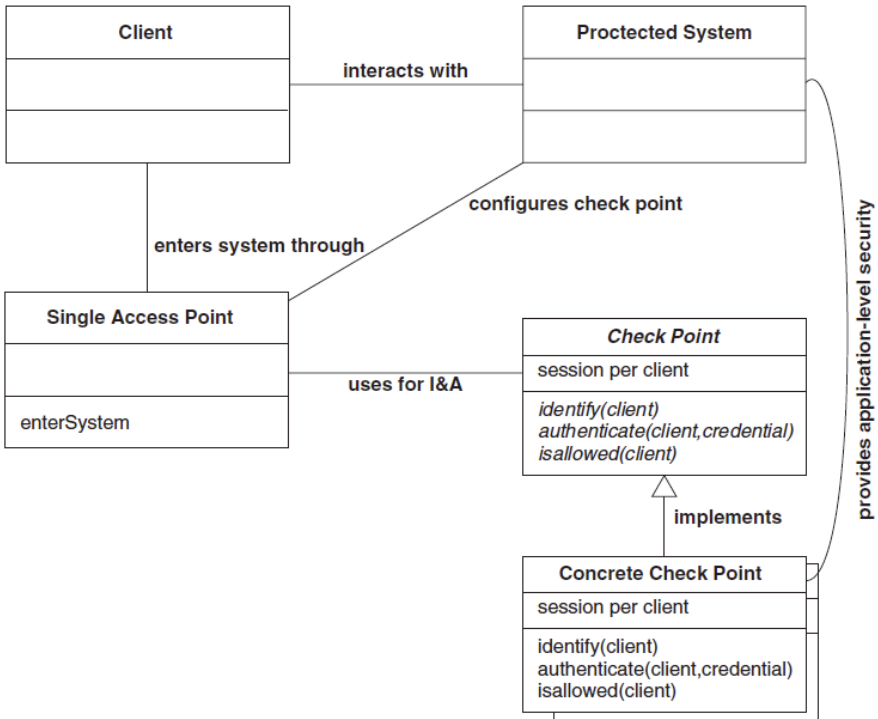 Client
Proctected System
interacts with
configures check point
enters system through
provides application-level security
Single Access Point
enterSystem
uses for I&A
Check Point
session per client
identify(client)
authenticate(client,credential)
isallowed(client)
implements
Concrete Check Point
session per client
identify(client)
authenticate(client,credential)
isallowed(client)